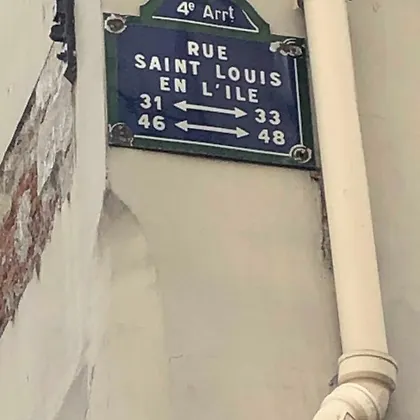 4e Arrt
RUE
SAINT LOUIS
EN L'ILE
31 ⟷ 33
46 ⟷ 48